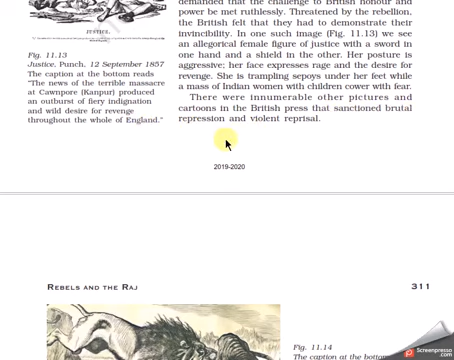 demanded that the challenge to British honour and
power be met ruthlessly. Threatened by the rebellion,
the British felt that they had to demonstrate their
invincibility. In one such image (Fig. 11.13) we see
an allegorical female figure of justice with a sword in
one hand and a shield in the other. Her posture is
aggressive; her face expresses rage and the desire for
revenge. She is trampling sepoys under her feet while
a mass of Indian women with children cower with fear.
There were innumerable other pictures and
cartoons in the British press that sanctioned brutal
repression and violent reprisal.
JUSTICE.
Fig. 11.13
Justice, Punch, 12 September 1857
The caption at the bottom reads
"The news of the terrible massacre
at Cawnpore (Kanpur) produced
an outburst of fiery indignation
and wild desire for revenge
throughout the whole of England."
2019-2020
REBELS AND THE RAJ
311
Fig. 11.14
The caption at the bottom
Screenpresso